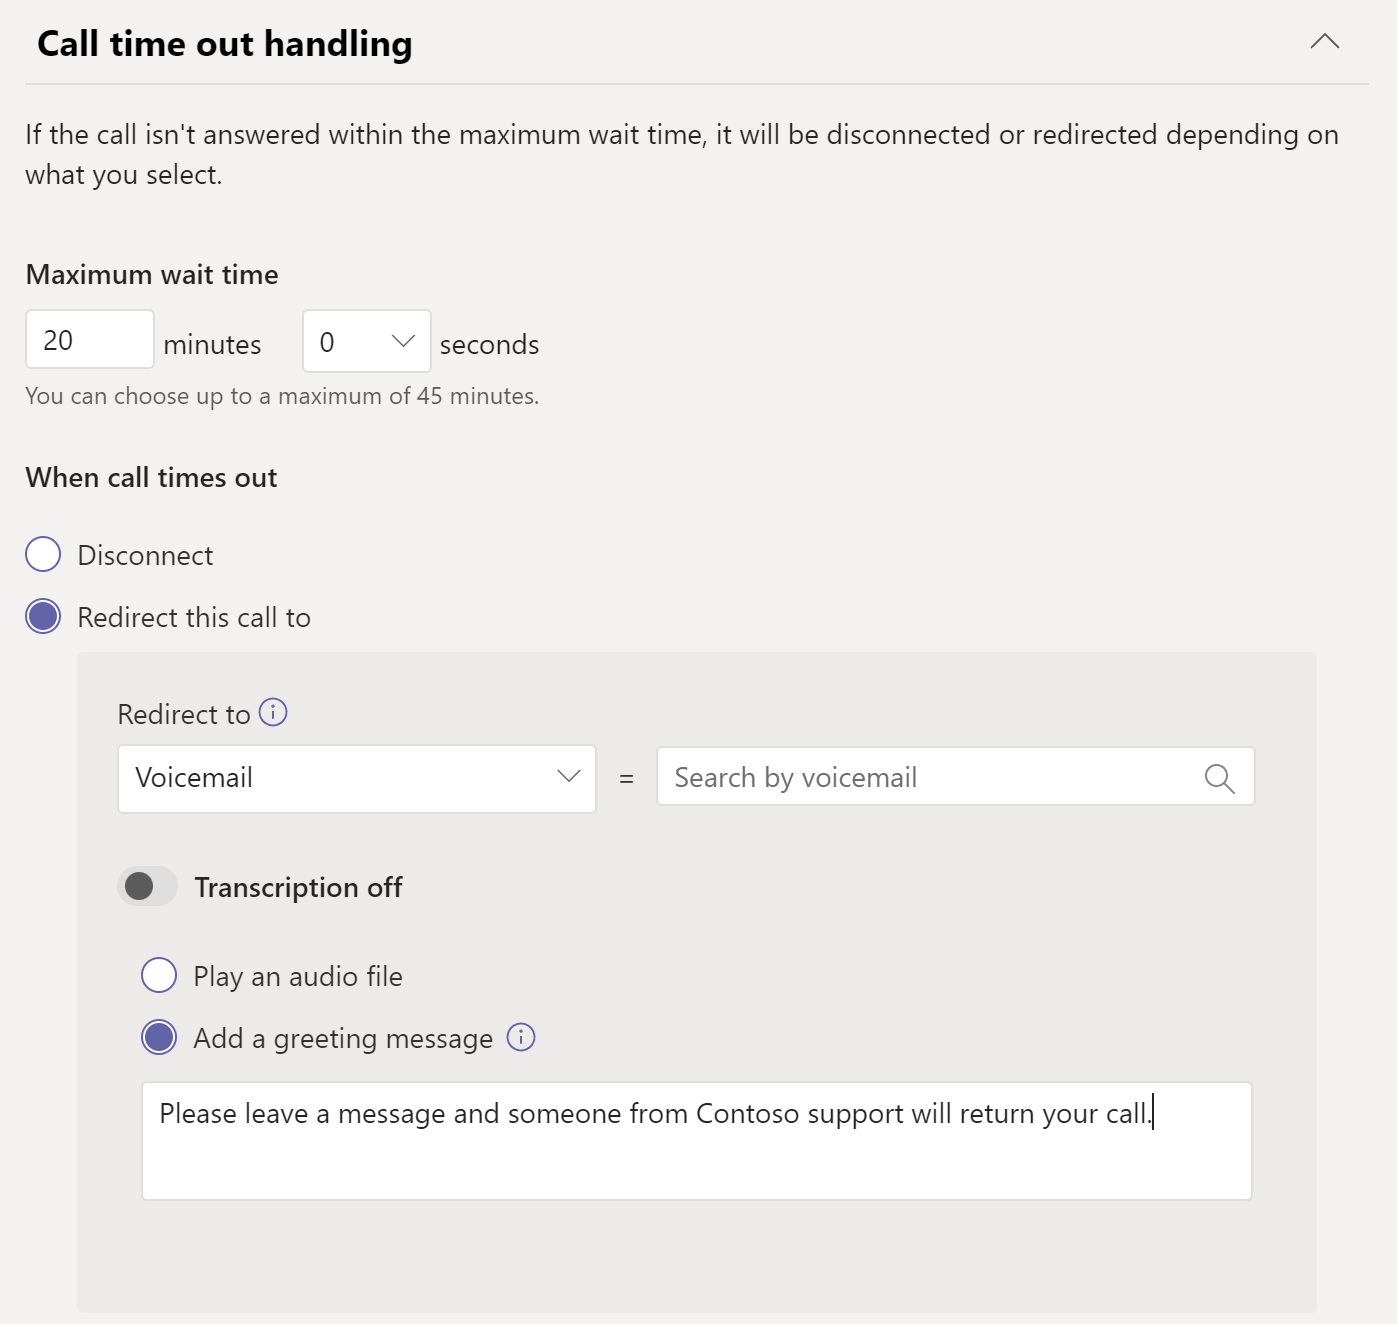 Call time out handling
If the call isn't answered within the maximum wait time, it will be disconnected or redirected depending on
what you select.
Maximum wait time
20 minutes 0 seconds
You can choose up to a maximum of 45 minutes.
When call times out
Disconnect
Redirect this call to
Redirect to
Voicemail = Search by voicemail
Transcription off
Play an audio file
Add a greeting message
Please leave a message and someone from Contoso support will return your call.